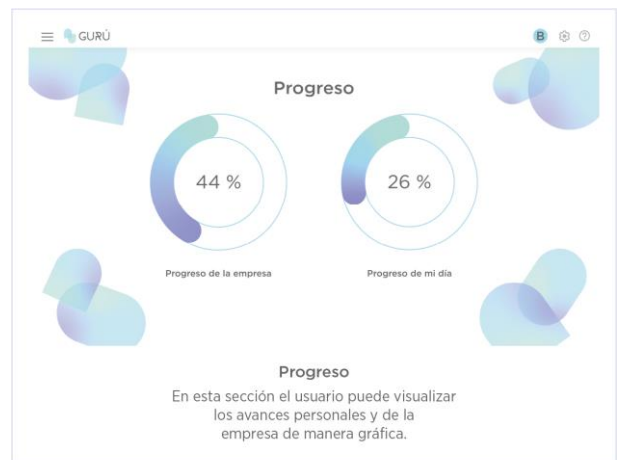 GURÚ
B
?
Progreso
44 %
26 %
Progreso de la empresa
Progreso de mi día
Progreso
En esta sección el usuario puede visualizar
los avances personales y de la
empresa de manera gráfica.